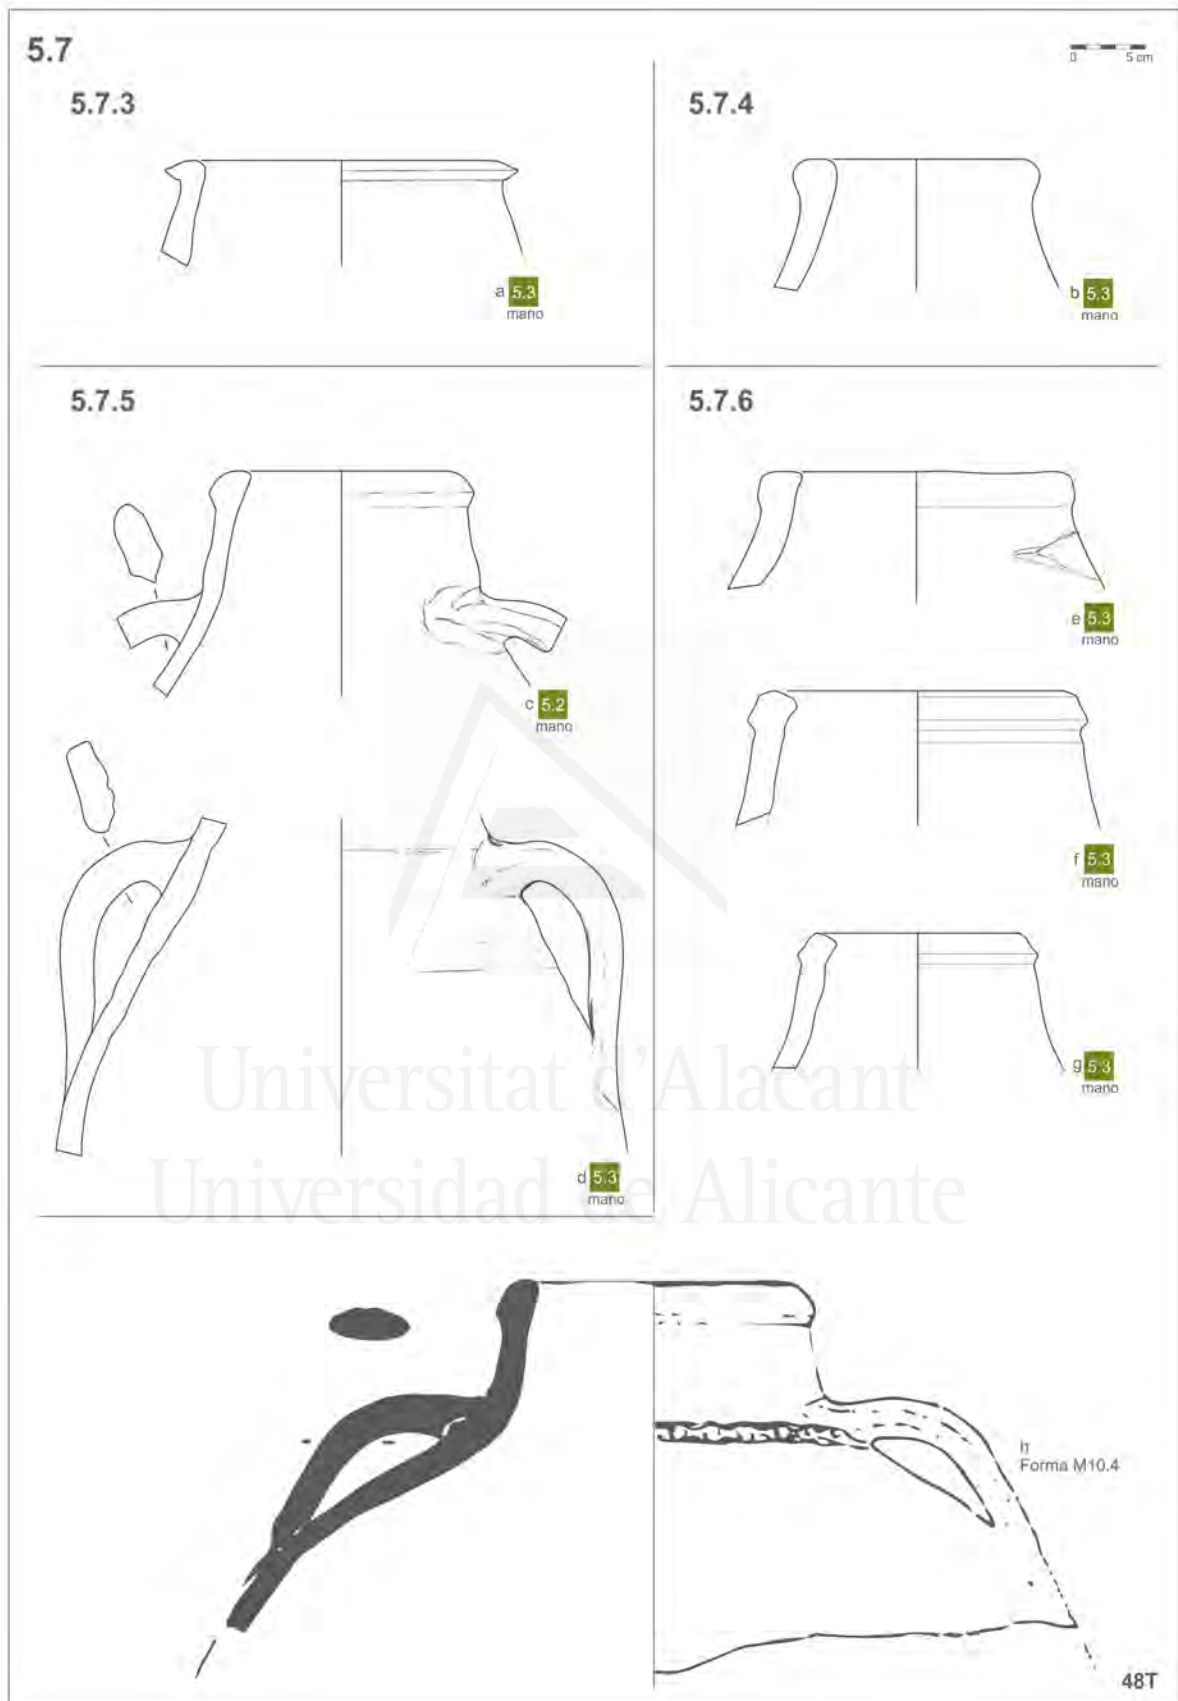 5.7
0 5 cm
5.7.3
a 5.3
mano
5.7.4
b 5.3
mano
5.7.5
c 5.2
mano
d 5.3
mano
5.7.6
e 5.3
mano
f 5.3
mano
g 5.3
mano
Universitat d'Alacant
Universidad de Alicante
h
Forma M10.4
48T